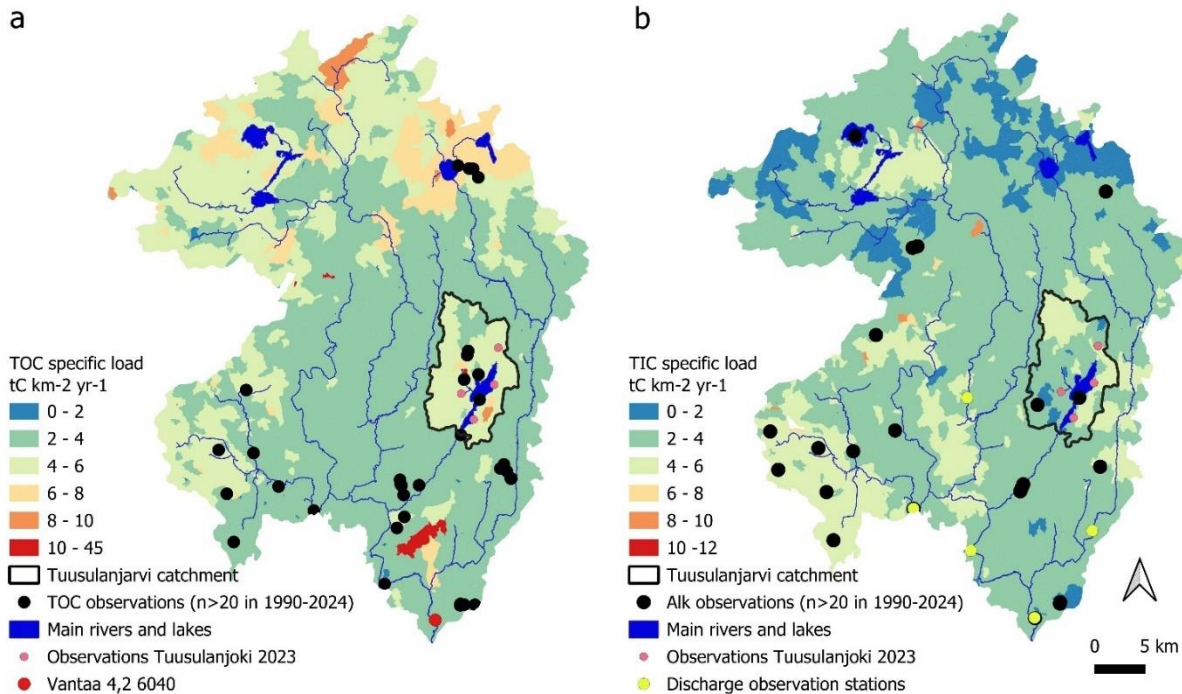 a
TOC specific load
tC km-2 yr-1
0 - 2
2 - 4
4 - 6
6 - 8
8 - 10
10 - 45
Tuusulanjarvi catchment
TOC observations (n>20 in 1990-2024)
Main rivers and lakes
Observations Tuusulanjoki 2023
Vantaa 4,2 6040
b
TIC specific load
tC km-2 yr-1
0 - 2
2 - 4
4 - 6
6 - 8
8 - 10
10 -12
Tuusulanjarvi catchment
Alk observations (n>20 in 1990-2024)
Main rivers and lakes
Observations Tuusulanjoki 2023
Discharge observation stations
0 5 km